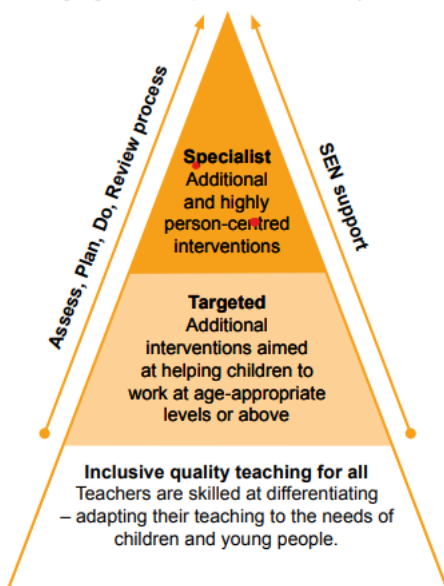 Assess, Plan, Do, Review process
SEN support
Specialist
Additional
and highly
person-centred
interventions
Targeted
Additional
interventions aimed
at helping children to
work at age-appropriate
levels or above
Inclusive quality teaching for all
Teachers are skilled at differentiating
– adapting their teaching to the needs of
children and young people.